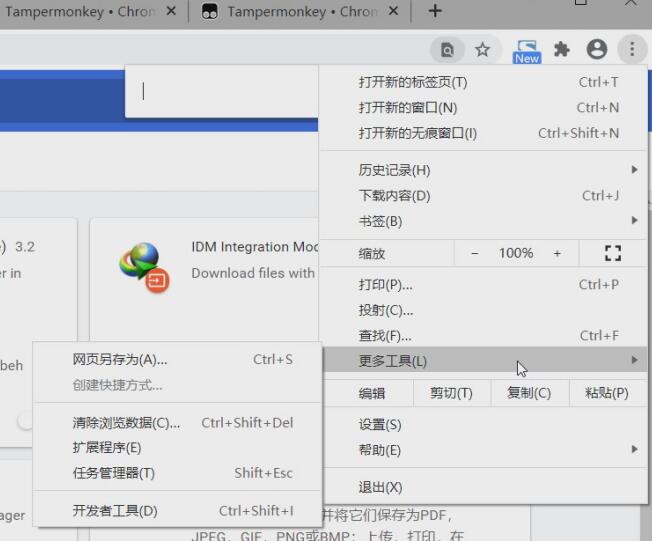 Tampermonkey • Chron
Tampermonkey • Chron
New
打开新的标签页(T) Ctrl+T
打开新的窗口(N) Ctrl+N
打开新的无痕窗口(I) Ctrl+Shift+N
历史记录(H)
下载内容(D) Ctrl+J
书签(B)
缩放 − 100% +
打印(P)... Ctrl+P
投射(C)...
查找(F)... Ctrl+F
更多工具(L)
编辑 剪切(T) 复制(C) 粘贴(P)
设置(S)
帮助(E)
退出(X)
) 3.2
er in
beh
ager
IDM Integration Mod
Download files with
网页另存为(A)... Ctrl+S
创建快捷方式...
清除浏览数据(C)... Ctrl+Shift+Del
扩展程序(E)
任务管理器(T) Shift+Esc
开发者工具(D) Ctrl+Shift+I
并将它们保存为PDF,
JPEG, GIF, PNG或BMP; 上传, 打印, 在